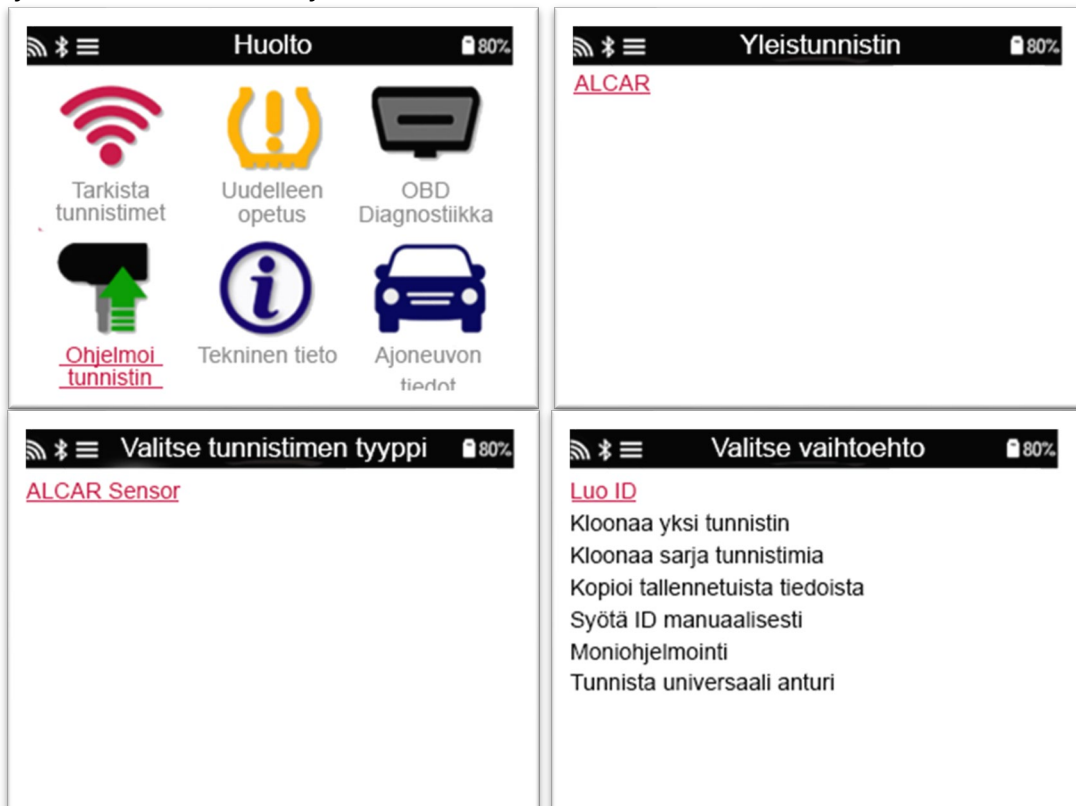 Huolto
80%
Tarkista
tunnistimet
Uudelleen
opetus
OBD
Diagnostiikka
Ohjelmoi
tunnistin
Tekninen tieto
Ajoneuvon
tiedot
Yleistunnistin
80%
ALCAR
Valitse tunnistimen tyyppi
80%
ALCAR Sensor
Valitse vaihtoehto
80%
Luo ID
Kloonaa yksi tunnistin
Kloonaa sarja tunnistimia
Kopioi tallennetuista tiedoista
Syötä ID manuaalisesti
Moniohjelmointi
Tunnista universaali anturi